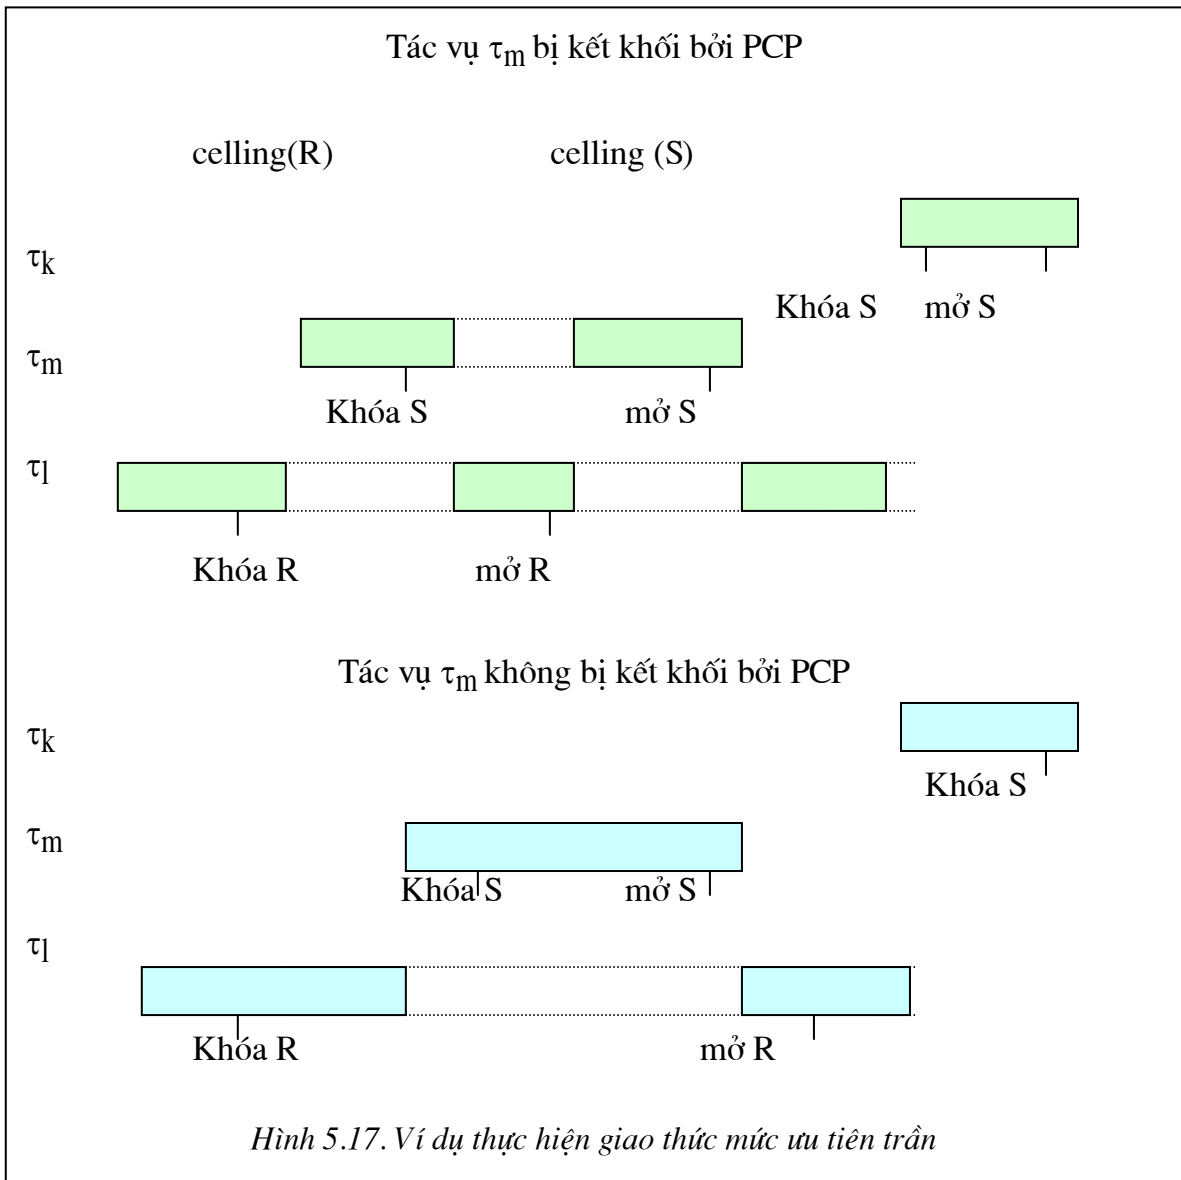 Tác vụ τm bị kết khối bởi PCP
celling(R) celling (S)
τk
Khóa S mở S
τm
Khóa S mở S
τl
Khóa R mở R
Tác vụ τm không bị kết khối bởi PCP
τk
Khóa S
τm
Khóa S mở S
τl
Khóa R mở R
Hình 5.17. Ví dụ thực hiện giao thức mức ưu tiên trần